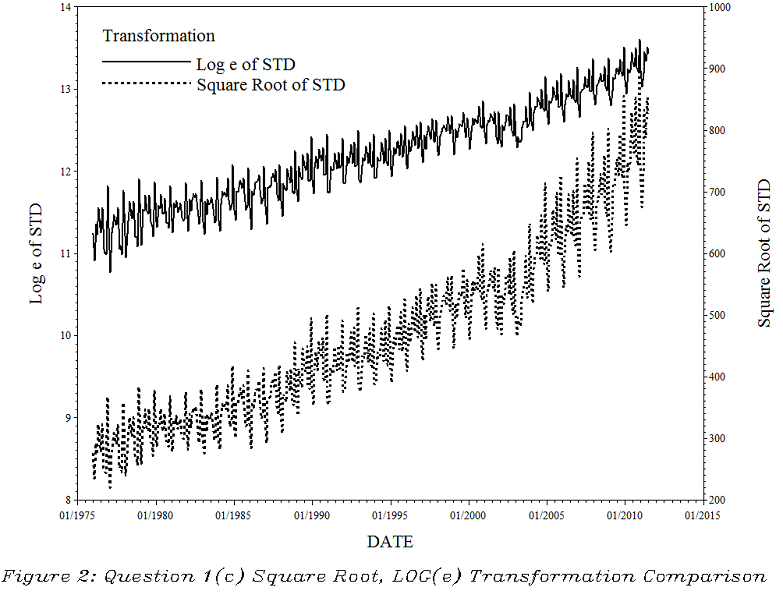 Transformation
Log e of STD
Square Root of STD
14
13
12
11
10
9
8
Log e of STD
1000
900
800
700
600
500
400
300
200
Square Root of STD
01/1975 01/1980 01/1985 01/1990 01/1995 01/2000 01/2005 01/2010 01/2015
DATE
Figure 2: Question 1(c) Square Root, LOG(e) Transformation Comparison